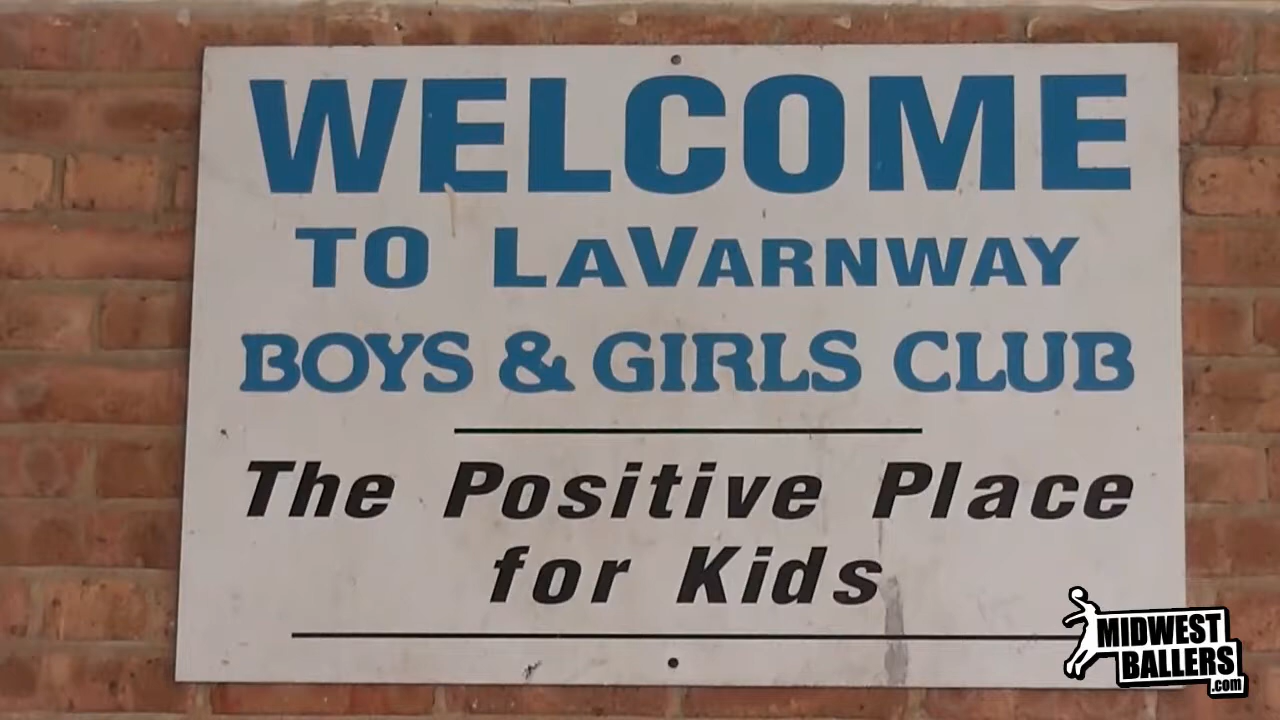 WELCOME
TO LAVARNWAY
BOYS & GIRLS CLUB
The Positive Place
for Kids
MIDWEST
BALLERS
.com